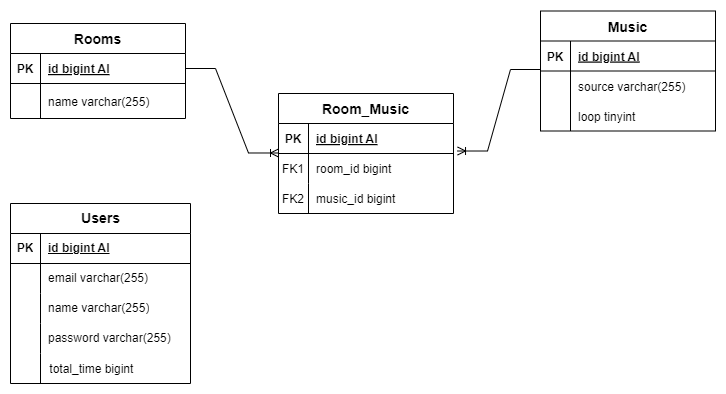 Rooms
PK id bigint AI
name varchar(255)
Music
PK id bigint AI
source varchar(255)
loop tinyint
Room_Music
PK id bigint AI
FK1 room_id bigint
FK2 music_id bigint
Users
PK id bigint AI
email varchar(255)
name varchar(255)
password varchar(255)
total_time bigint